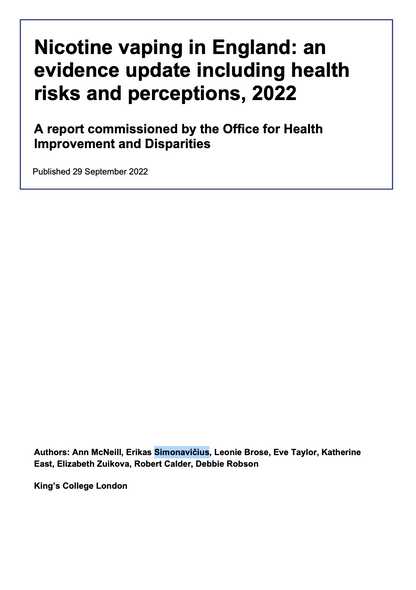 Nicotine vaping in England: an
evidence update including health
risks and perceptions, 2022
A report commissioned by the Office for Health
Improvement and Disparities
Published 29 September 2022
Authors: Ann McNeill, Erikas Simonavičius, Leonie Brose, Eve Taylor, Katherine
East, Elizabeth Zuikova, Robert Calder, Debbie Robson
King’s College London